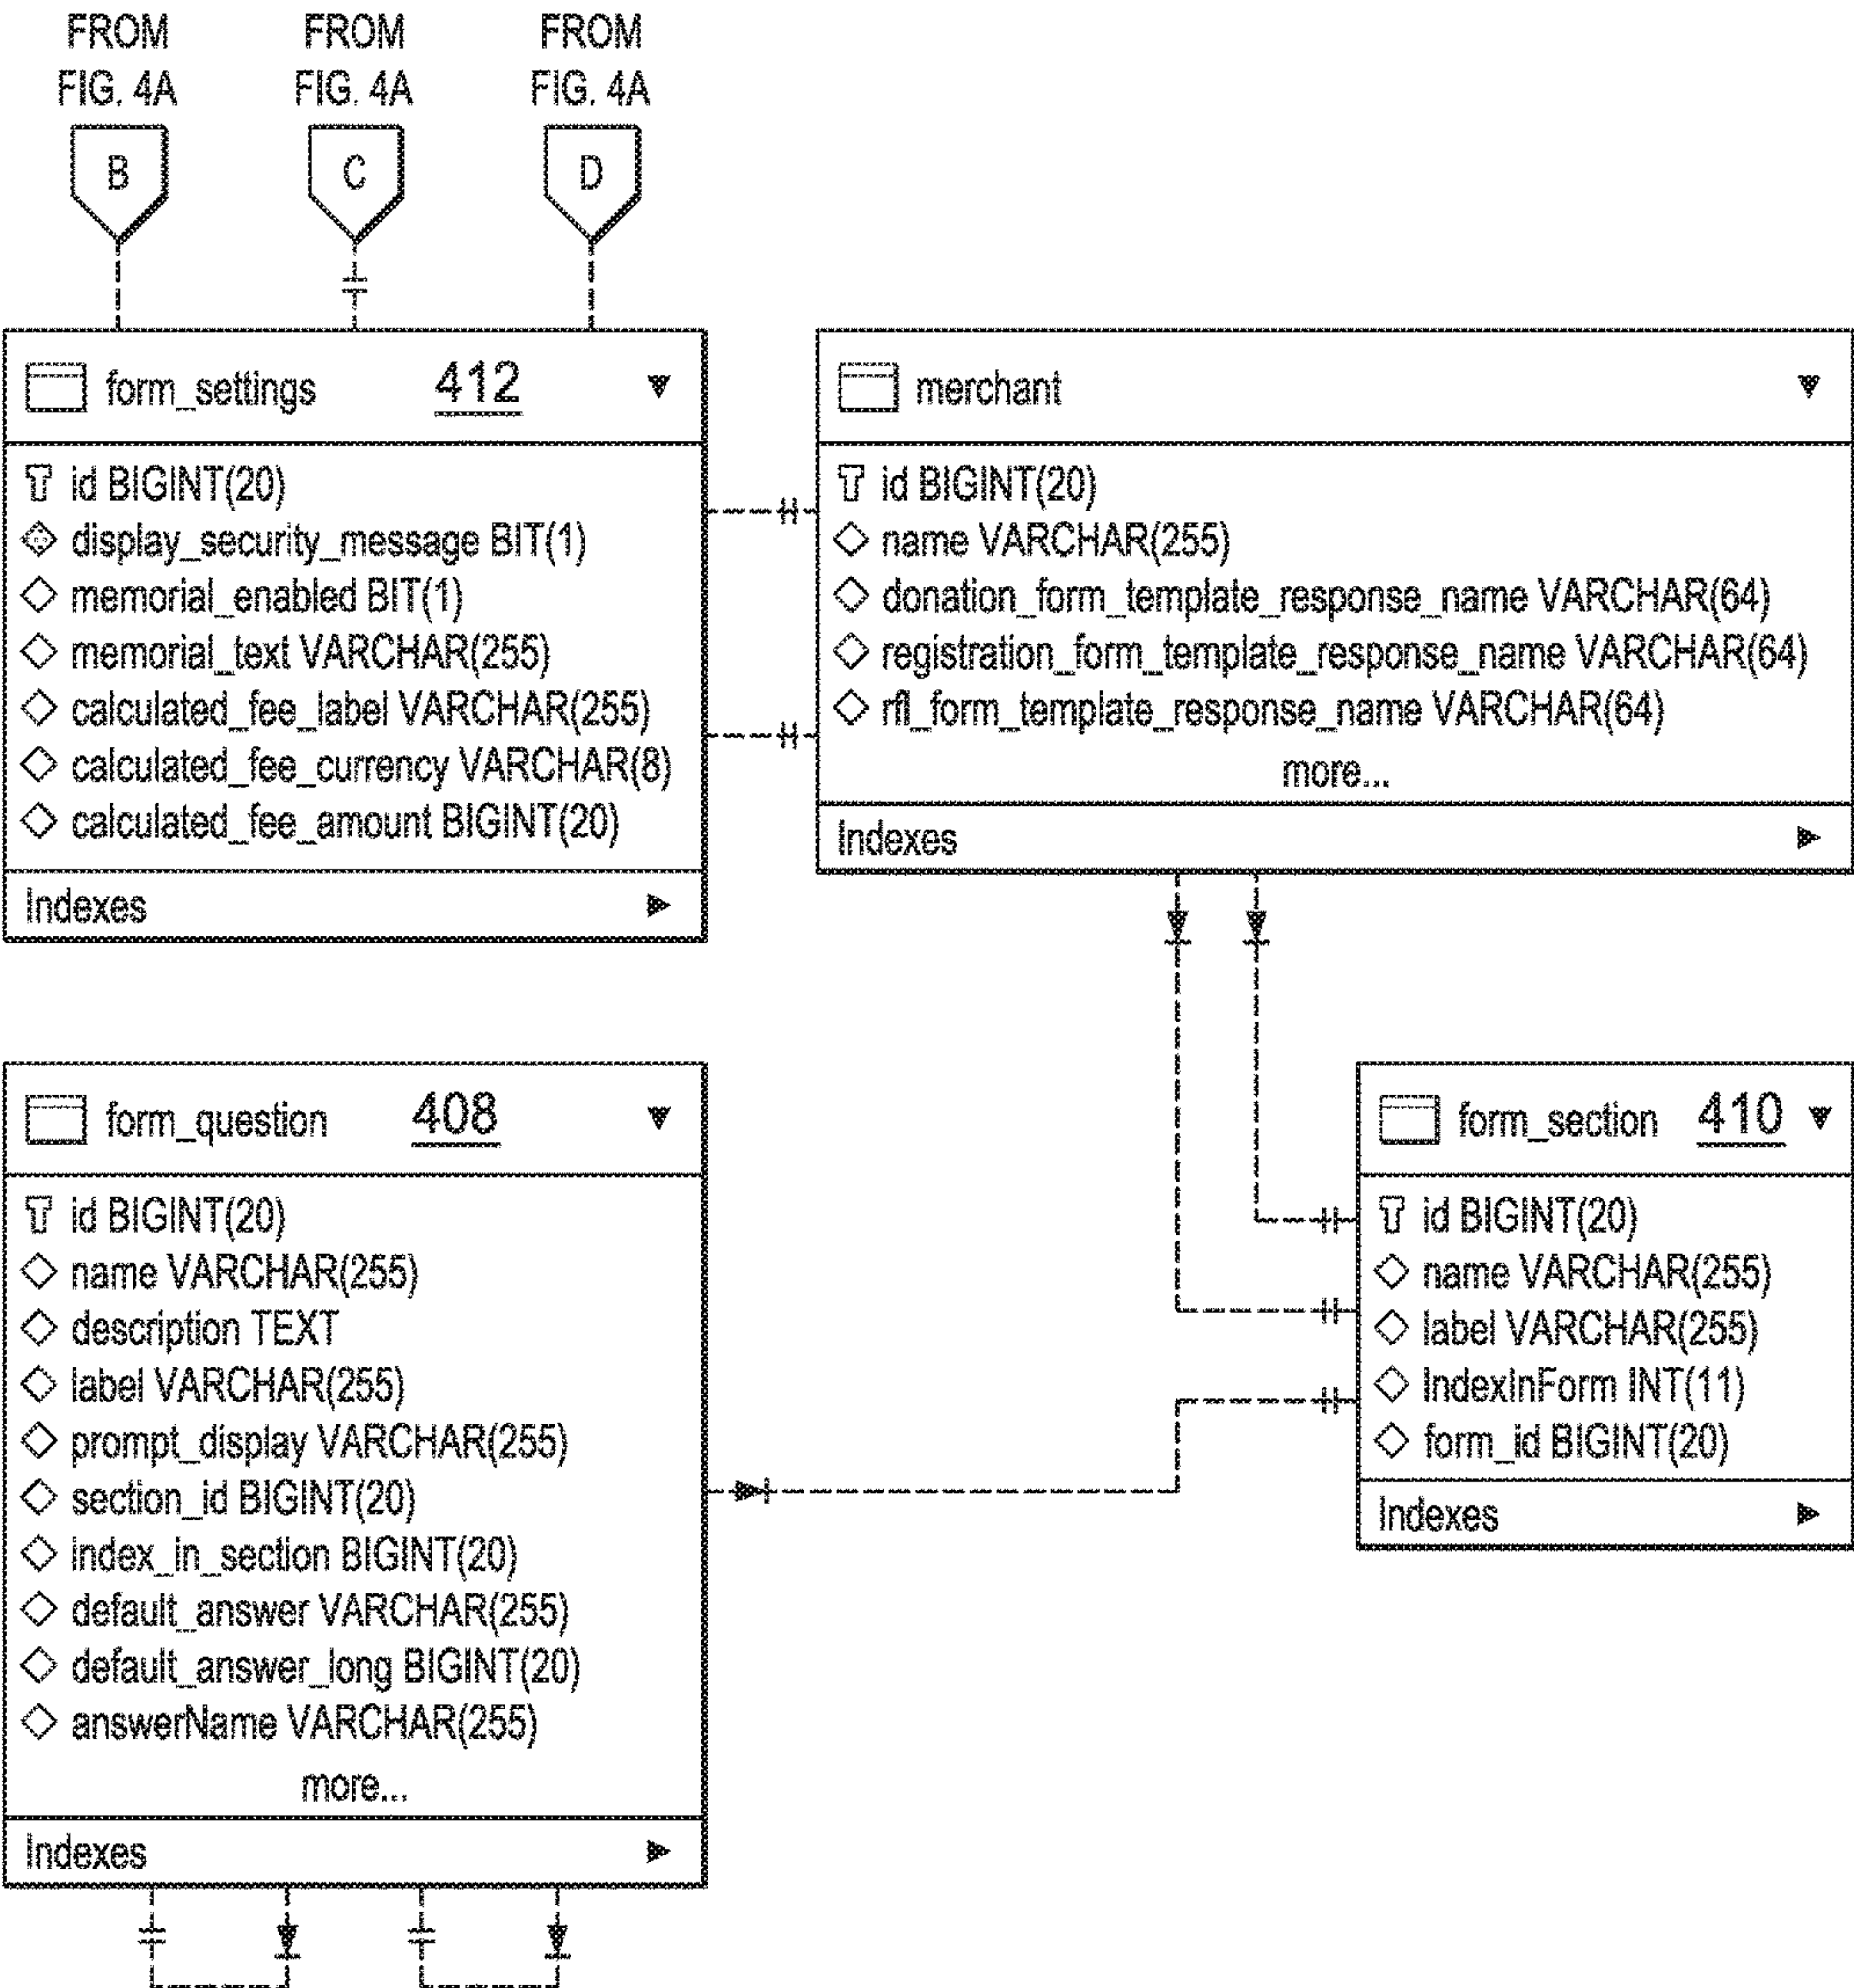 FROM FROM FROM
FIG. 4A FIG. 4A FIG. 4A
B C D
form_settings 412
id BIGINT(20)
display_security_message BIT(1)
memorial_enabled BIT(1)
memorial_text VARCHAR(255)
calculated_fee_label VARCHAR(255)
calculated_fee_currency VARCHAR(8)
calculated_fee_amount BIGINT(20)
Indexes
merchant
id BIGINT(20)
name VARCHAR(255)
donation_form_template_response_name VARCHAR(64)
registration_form_template_response_name VARCHAR(64)
rfl_form_template_response_name VARCHAR(64)
more...
Indexes
form_question 408
id BIGINT(20)
name VARCHAR(255)
description TEXT
label VARCHAR(255)
prompt_display VARCHAR(255)
section_id BIGINT(20)
index_in_section BIGINT(20)
default_answer VARCHAR(255)
default_answer_long BIGINT(20)
answerName VARCHAR(255)
more...
Indexes
form_section 410
id BIGINT(20)
name VARCHAR(255)
label VARCHAR(255)
IndexInForm INT(11)
form_id BIGINT(20)
Indexes